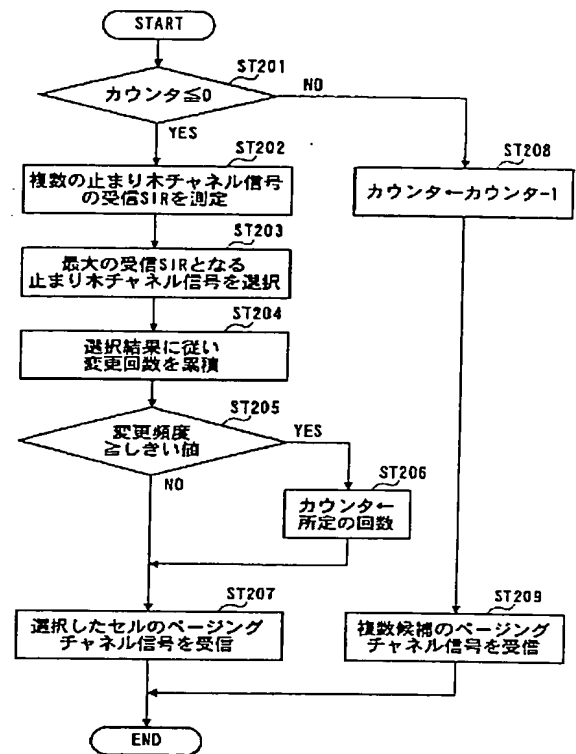 START
ST201
カウンタ≦0
NO
YES
ST202
複数の止まり木チャネル信号
の受信SIRを測定
ST203
最大の受信SIRとなる
止まり木チャネル信号を選択
ST204
選択結果に従い
変更回数を累積
ST205
変更頻度
≧しきい値
YES
NO
ST206
カウンタ←
所定の回数
ST207
選択したセルのページング
チャネル信号を受信
ST208
カウンタ←カウンター1
ST209
複数候補のページング
チャネル信号を受信
END